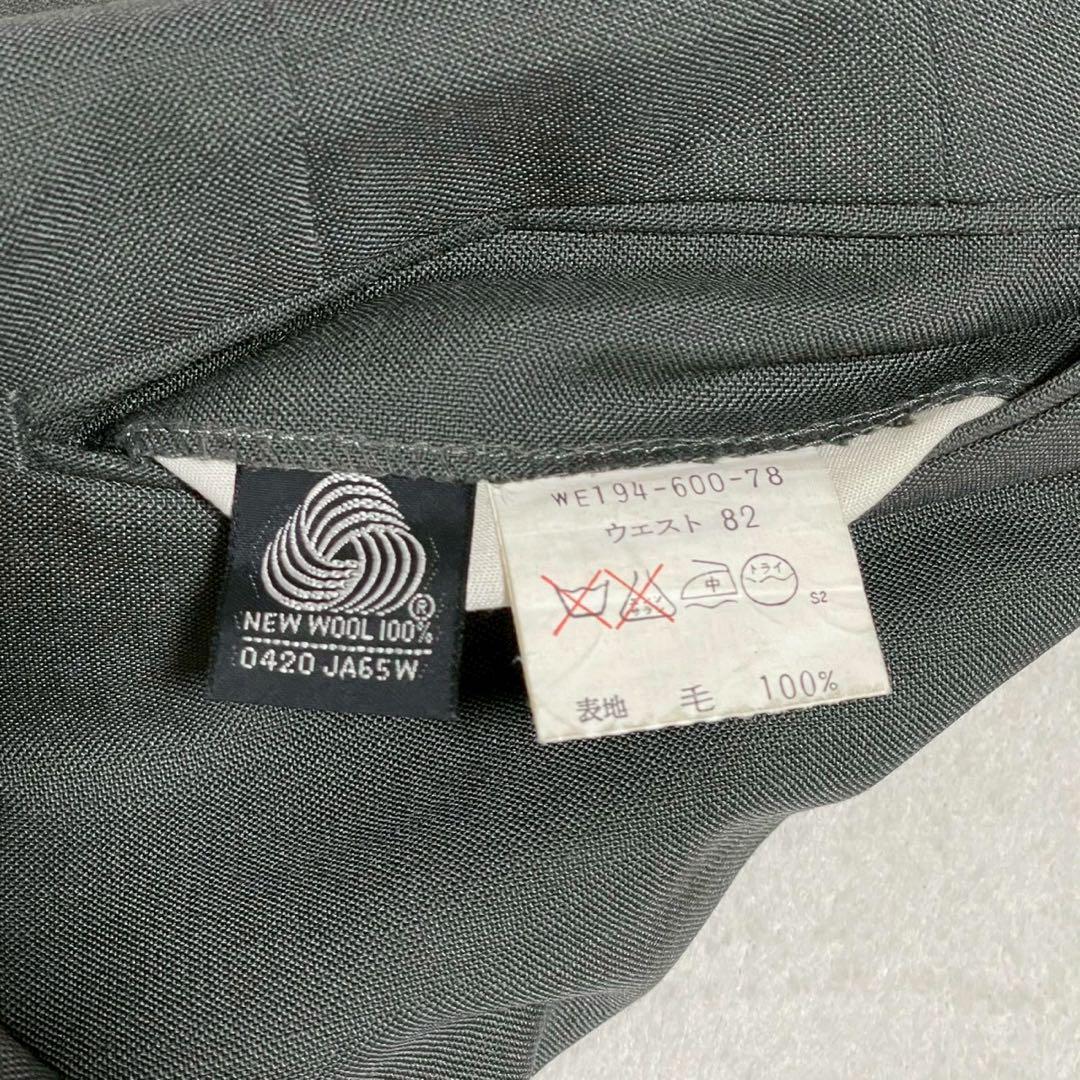 NEW WOOL 100%
0420 JA65W
WE194-600-78
ウエスト 82
中 ドライ
S2
表地 毛 100%